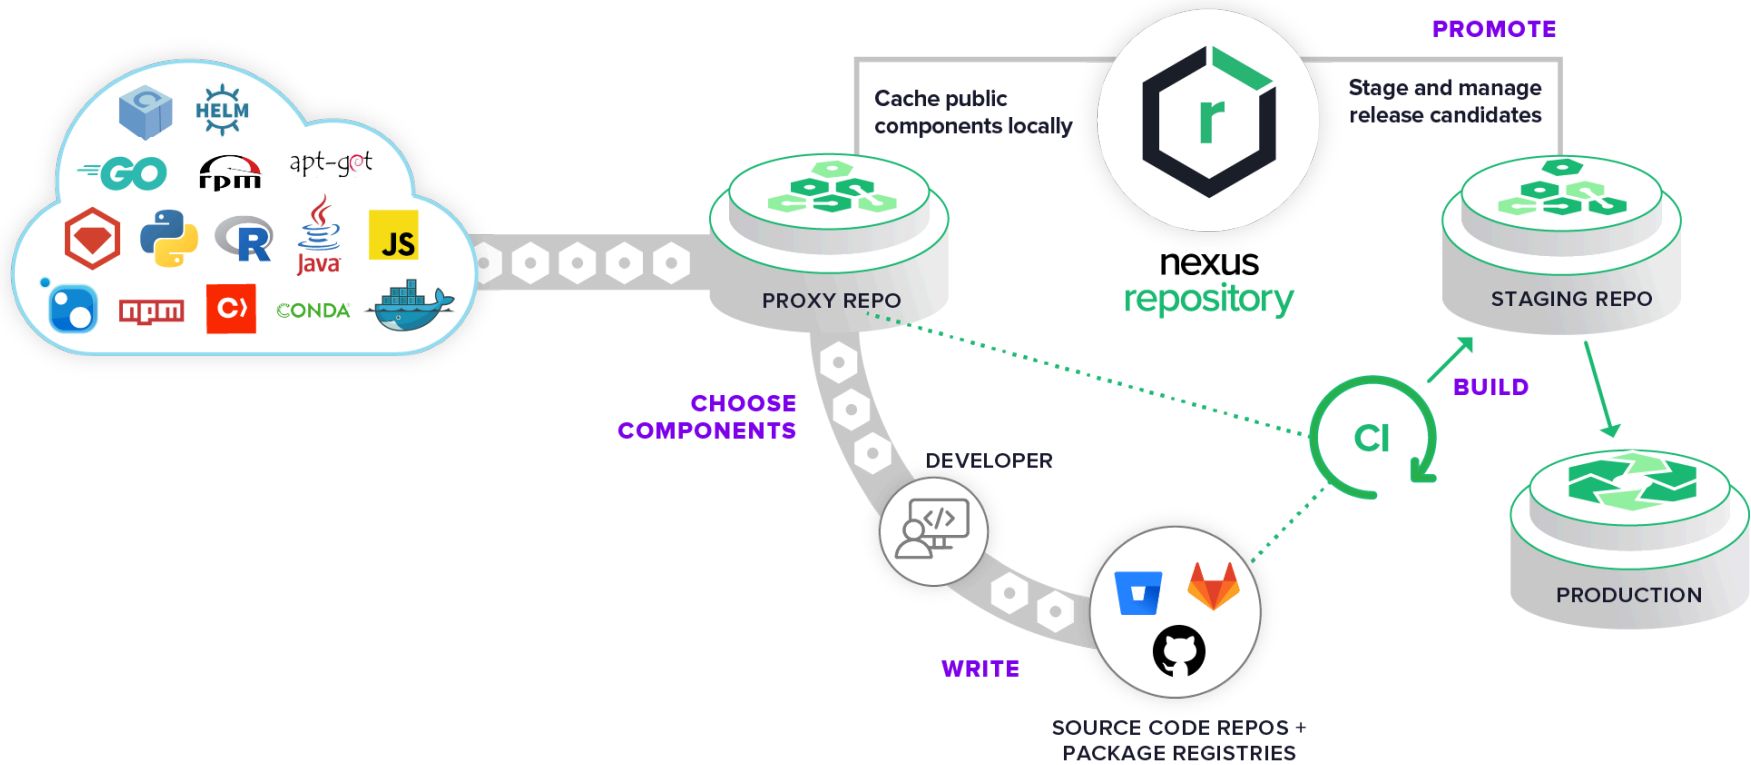 PROMOTE
Cache public
components locally
Stage and manage
release candidates
r
nexus
repository
HELM
GO
rpm
apt-get
R
Java
JS
npm
C
CONDA
PROXY REPO
STAGING REPO
CHOOSE
COMPONENTS
BUILD
CI
DEVELOPER
</>
PRODUCTION
WRITE
SOURCE CODE REPOS +
PACKAGE REGISTRIES